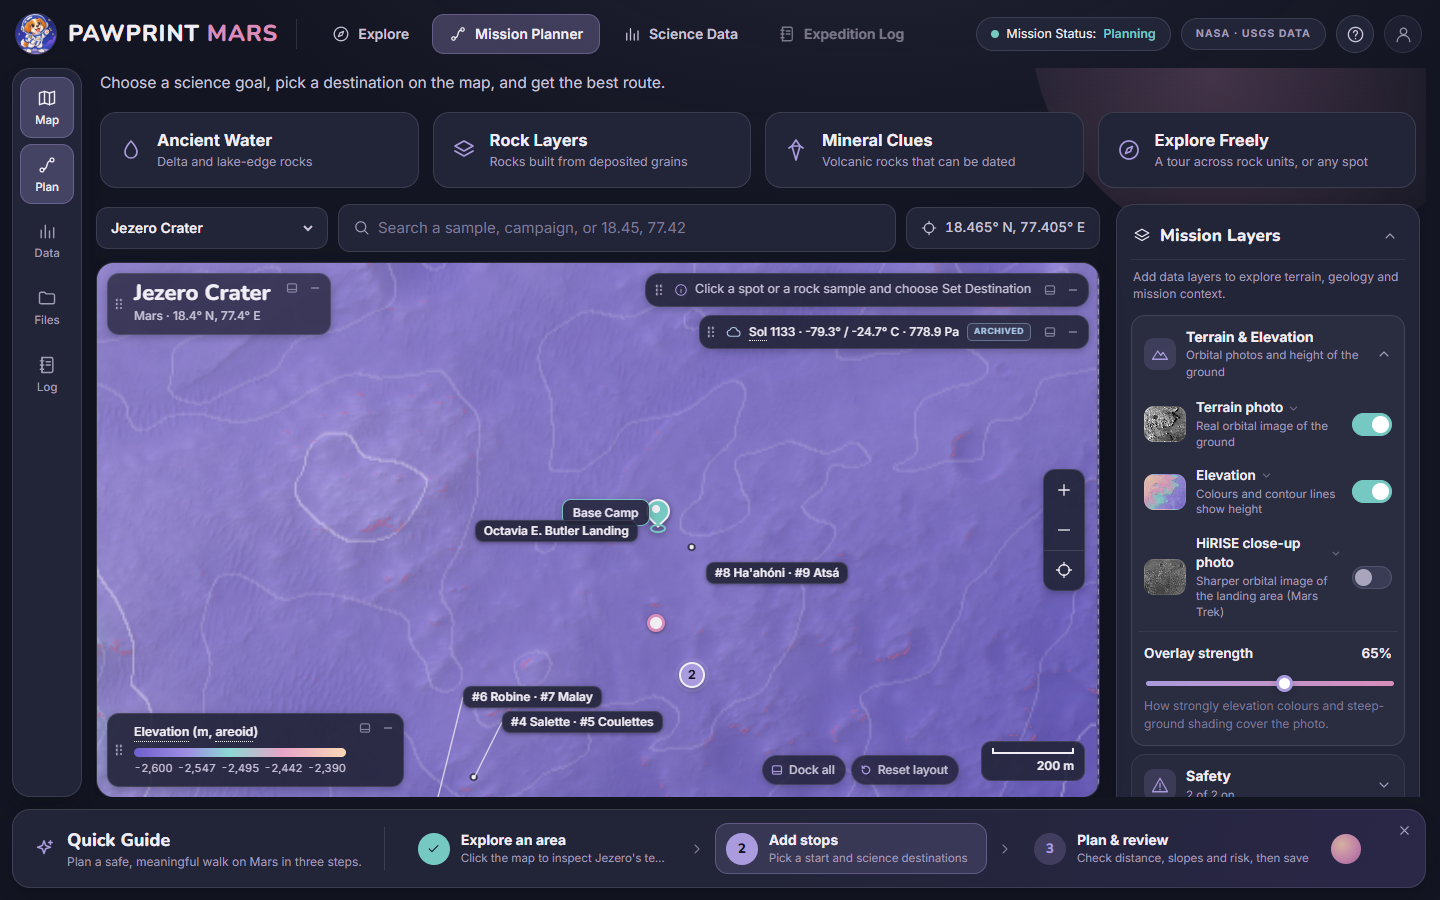 PAWPRINT MARS
Explore
Mission Planner
Science Data
Expedition Log
Mission Status: Planning
NASA · USGS DATA
Map
Plan
Data
Files
Log
Choose a science goal, pick a destination on the map, and get the best route.
Ancient Water
Delta and lake-edge rocks
Rock Layers
Rocks built from deposited grains
Mineral Clues
Volcanic rocks that can be dated
Explore Freely
A tour across rock units, or any spot
Jezero Crater
Search a sample, campaign, or 18.45, 77.42
18.465° N, 77.405° E
Jezero Crater
Mars · 18.4° N, 77.4° E
Click a spot or a rock sample and choose Set Destination
Sol 1133 · -79.3° / -24.7° C · 778.9 Pa
ARCHIVED
Base Camp
Octavia E. Butler Landing
#8 Ha'ahóni · #9 Atsá
2
#6 Robine · #7 Malay
#4 Salette · #5 Coulettes
Elevation (m, areoid)
-2,600 -2,547 -2,495 -2,442 -2,390
Dock all
Reset layout
200 m
Mission Layers
Add data layers to explore terrain, geology and
mission context.
Terrain & Elevation
Orbital photos and height of the
ground
Terrain photo
Real orbital image of the
ground
Elevation
Colours and contour lines
show height
HiRISE close-up
photo
Sharper orbital image of
the landing area (Mars
Trek)
Overlay strength
65%
How strongly elevation colours and steep-
ground shading cover the photo.
Safety
2 of 2 on
Quick Guide
Plan a safe, meaningful walk on Mars in three steps.
Explore an area
Click the map to inspect Jezero's te...
2
Add stops
Pick a start and science destinations
3
Plan & review
Check distance, slopes and risk, then save